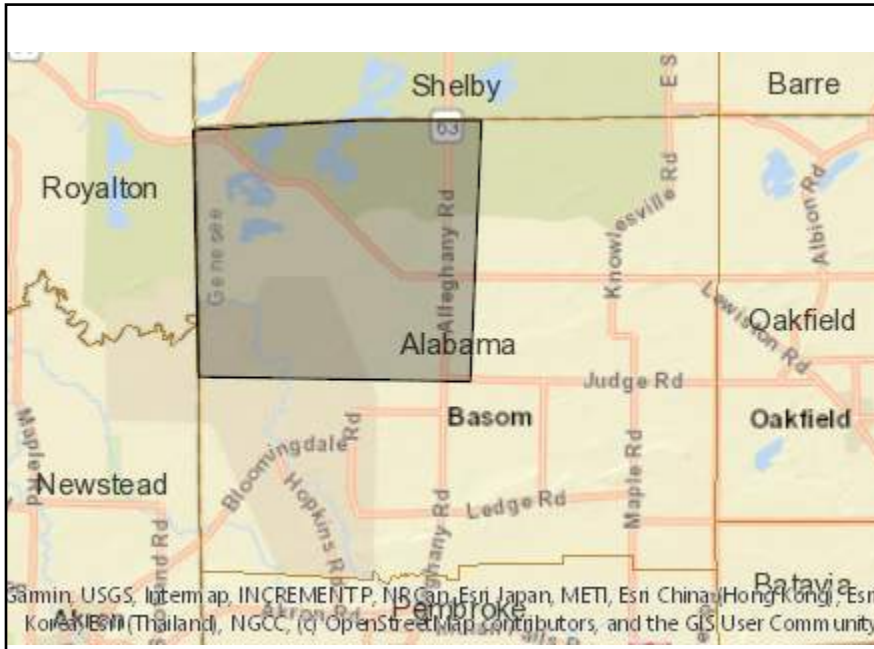 Shelby
Barre
63
E S
Royalton
Genesee
Alleghany Rd
Knowlesville Rd
Albion Rd
Lewiston Rd
Oakfield
Alabama
Judge Rd
Basom
Oakfield
Maple Rd
Bloomingdale Rd
Maple Rd
Newstead
Hopkins Rd
Ledge Rd
ghany Rd
Batavia
Garmin, USGS, Intermap, INCREMENT P, NRCan, Esri Japan, METI, Esri China (Hong Kong), Esri
Akron
Akron Rd
Pembroke
Korea, Esri (Thailand), NGCC, (c) OpenStreetMap contributors, and the GIS User Community